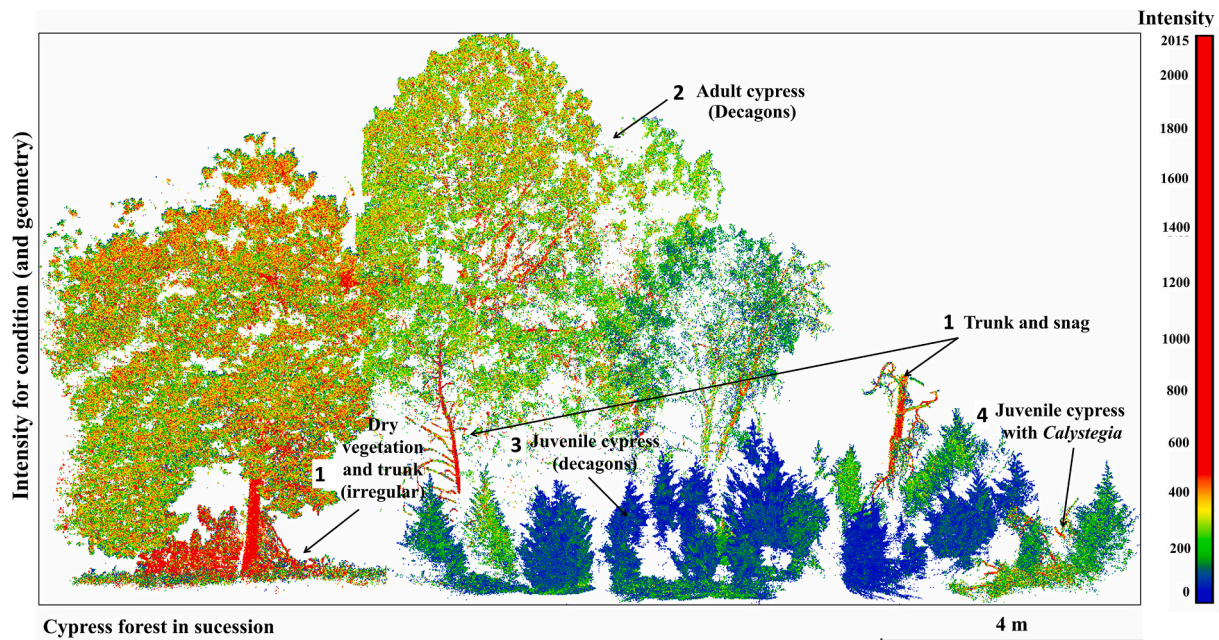 Intensity
2015
2000
1800
1600
1400
1200
1000
800
600
400
200
0
Intensity for condition (and geometry)
2 Adult cypress
(Decagons)
1 Trunk and snag
Dry
vegetation
1 and trunk
(irregular)
3 Juvenile cypress
(decagons)
4 Juvenile cypress
with Calystegia
Cypress forest in sucession
4 m